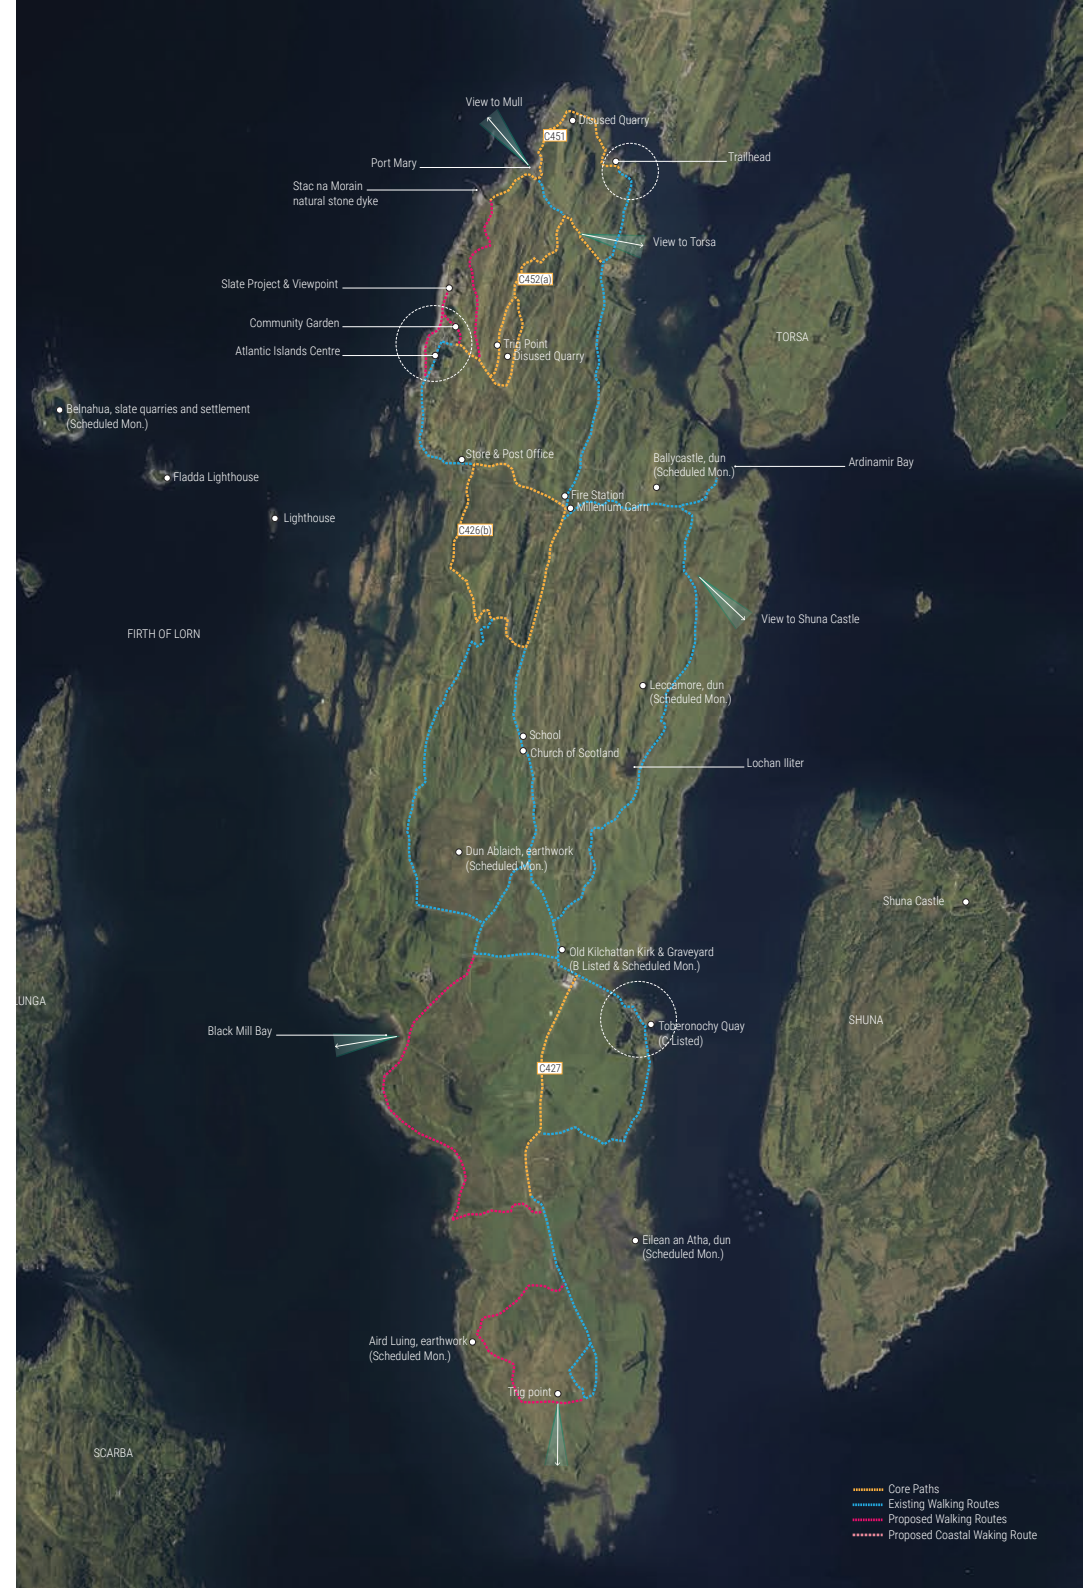 View to Mull
Disused Quarry
C451
Port Mary
Trailhead
Stac na Morain
natural stone dyke
View to Torsa
C452(a)
Slate Project & Viewpoint
Community Garden
TORSA
Trig Point
Atlantic Islands Centre
Disused Quarry
Belnahua, slate quarries and settlement
(Scheduled Mon.)
Store & Post Office
Ballycastle, dun
(Scheduled Mon.)
Ardinamir Bay
Fladda Lighthouse
Fire Station
Millenium Cairn
Lighthouse
C426(b)
View to Shuna Castle
FIRTH OF LORN
Leccamore, dun
(Scheduled Mon.)
School
Church of Scotland
Lochan Iliter
Dun Ablaich, earthwork
(Scheduled Mon.)
Shuna Castle
Old Kilchattan Kirk & Graveyard
(B Listed & Scheduled Mon.)
LUNGA
SHUNA
Toberonochy Quay
(C Listed)
Black Mill Bay
C427
Eilean an Atha, dun
(Scheduled Mon.)
Aird Luing, earthwork
(Scheduled Mon.)
Trig point
SCARBA
Core Paths
Existing Walking Routes
Proposed Walking Routes
Proposed Coastal Waking Route